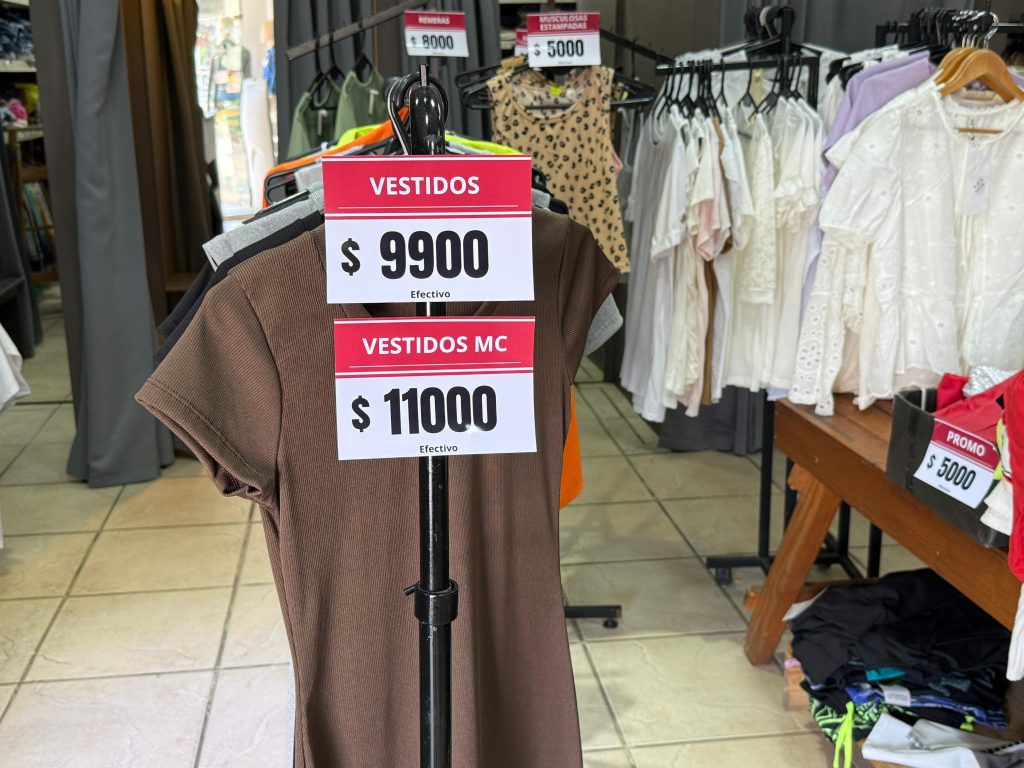 REMERAS
$ 8000
MUSCULOSAS
ESTAMPADAS
$ 5000
VESTIDOS
$ 9900
Efectivo
VESTIDOS MC
$ 11000
Efectivo
PROMO
$ 5000